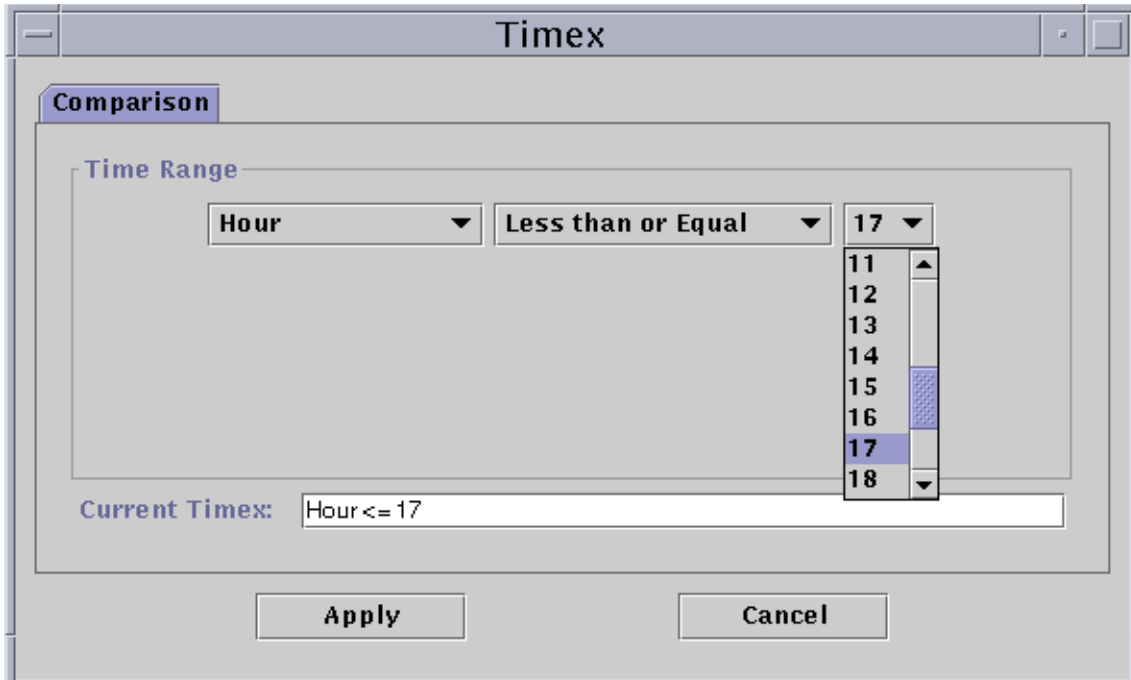 Timex
Comparison
Time Range
Hour Less than or Equal 17
11
12
13
14
15
16
17
18
Current Timex: Hour <= 17
Apply Cancel